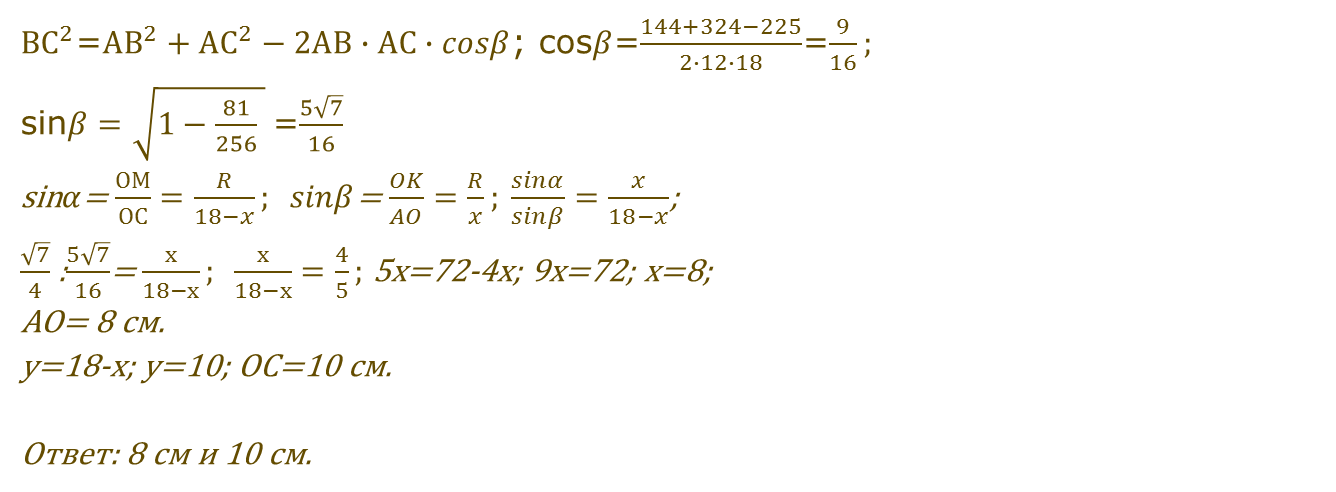 BC²=AB² + AC² − 2AB · AC · cosβ; cosβ=(144+324−225)/(2·12·18)=9/16;
sinβ = √(1 − 81/256) =5√7/16
sinα=OM/OC = R/(18−x); sinβ=OK/AO = R/x; sinα/sinβ = x/(18−x);
√7/4 :5√7/16=x/(18−x); x/(18−x) = 4/5; 5x=72-4x; 9x=72; x=8;
AO= 8 см.
y=18-x; y=10; OC=10 см.
Ответ: 8 см и 10 см.